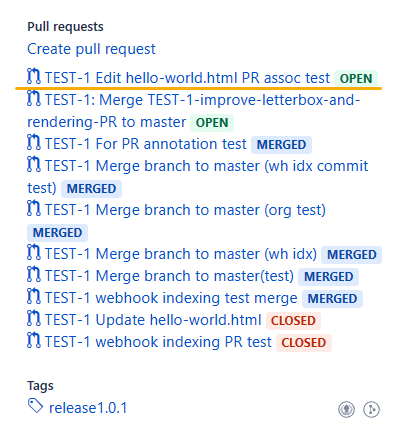 Pull requests
Create pull request
TEST-1 Edit hello-world.html PR assoc test OPEN
TEST-1: Merge TEST-1-improve-letterbox-and-
rendering-PR to master OPEN
TEST-1 For PR annotation test MERGED
TEST-1 Merge branch to master (wh idx commit
test) MERGED
TEST-1 Merge branch to master (org test)
MERGED
TEST-1 Merge branch to master (wh idx) MERGED
TEST-1 Merge branch to master(test) MERGED
TEST-1 webhook indexing test merge MERGED
TEST-1 Update hello-world.html CLOSED
TEST-1 webhook indexing PR test CLOSED
Tags
release1.0.1